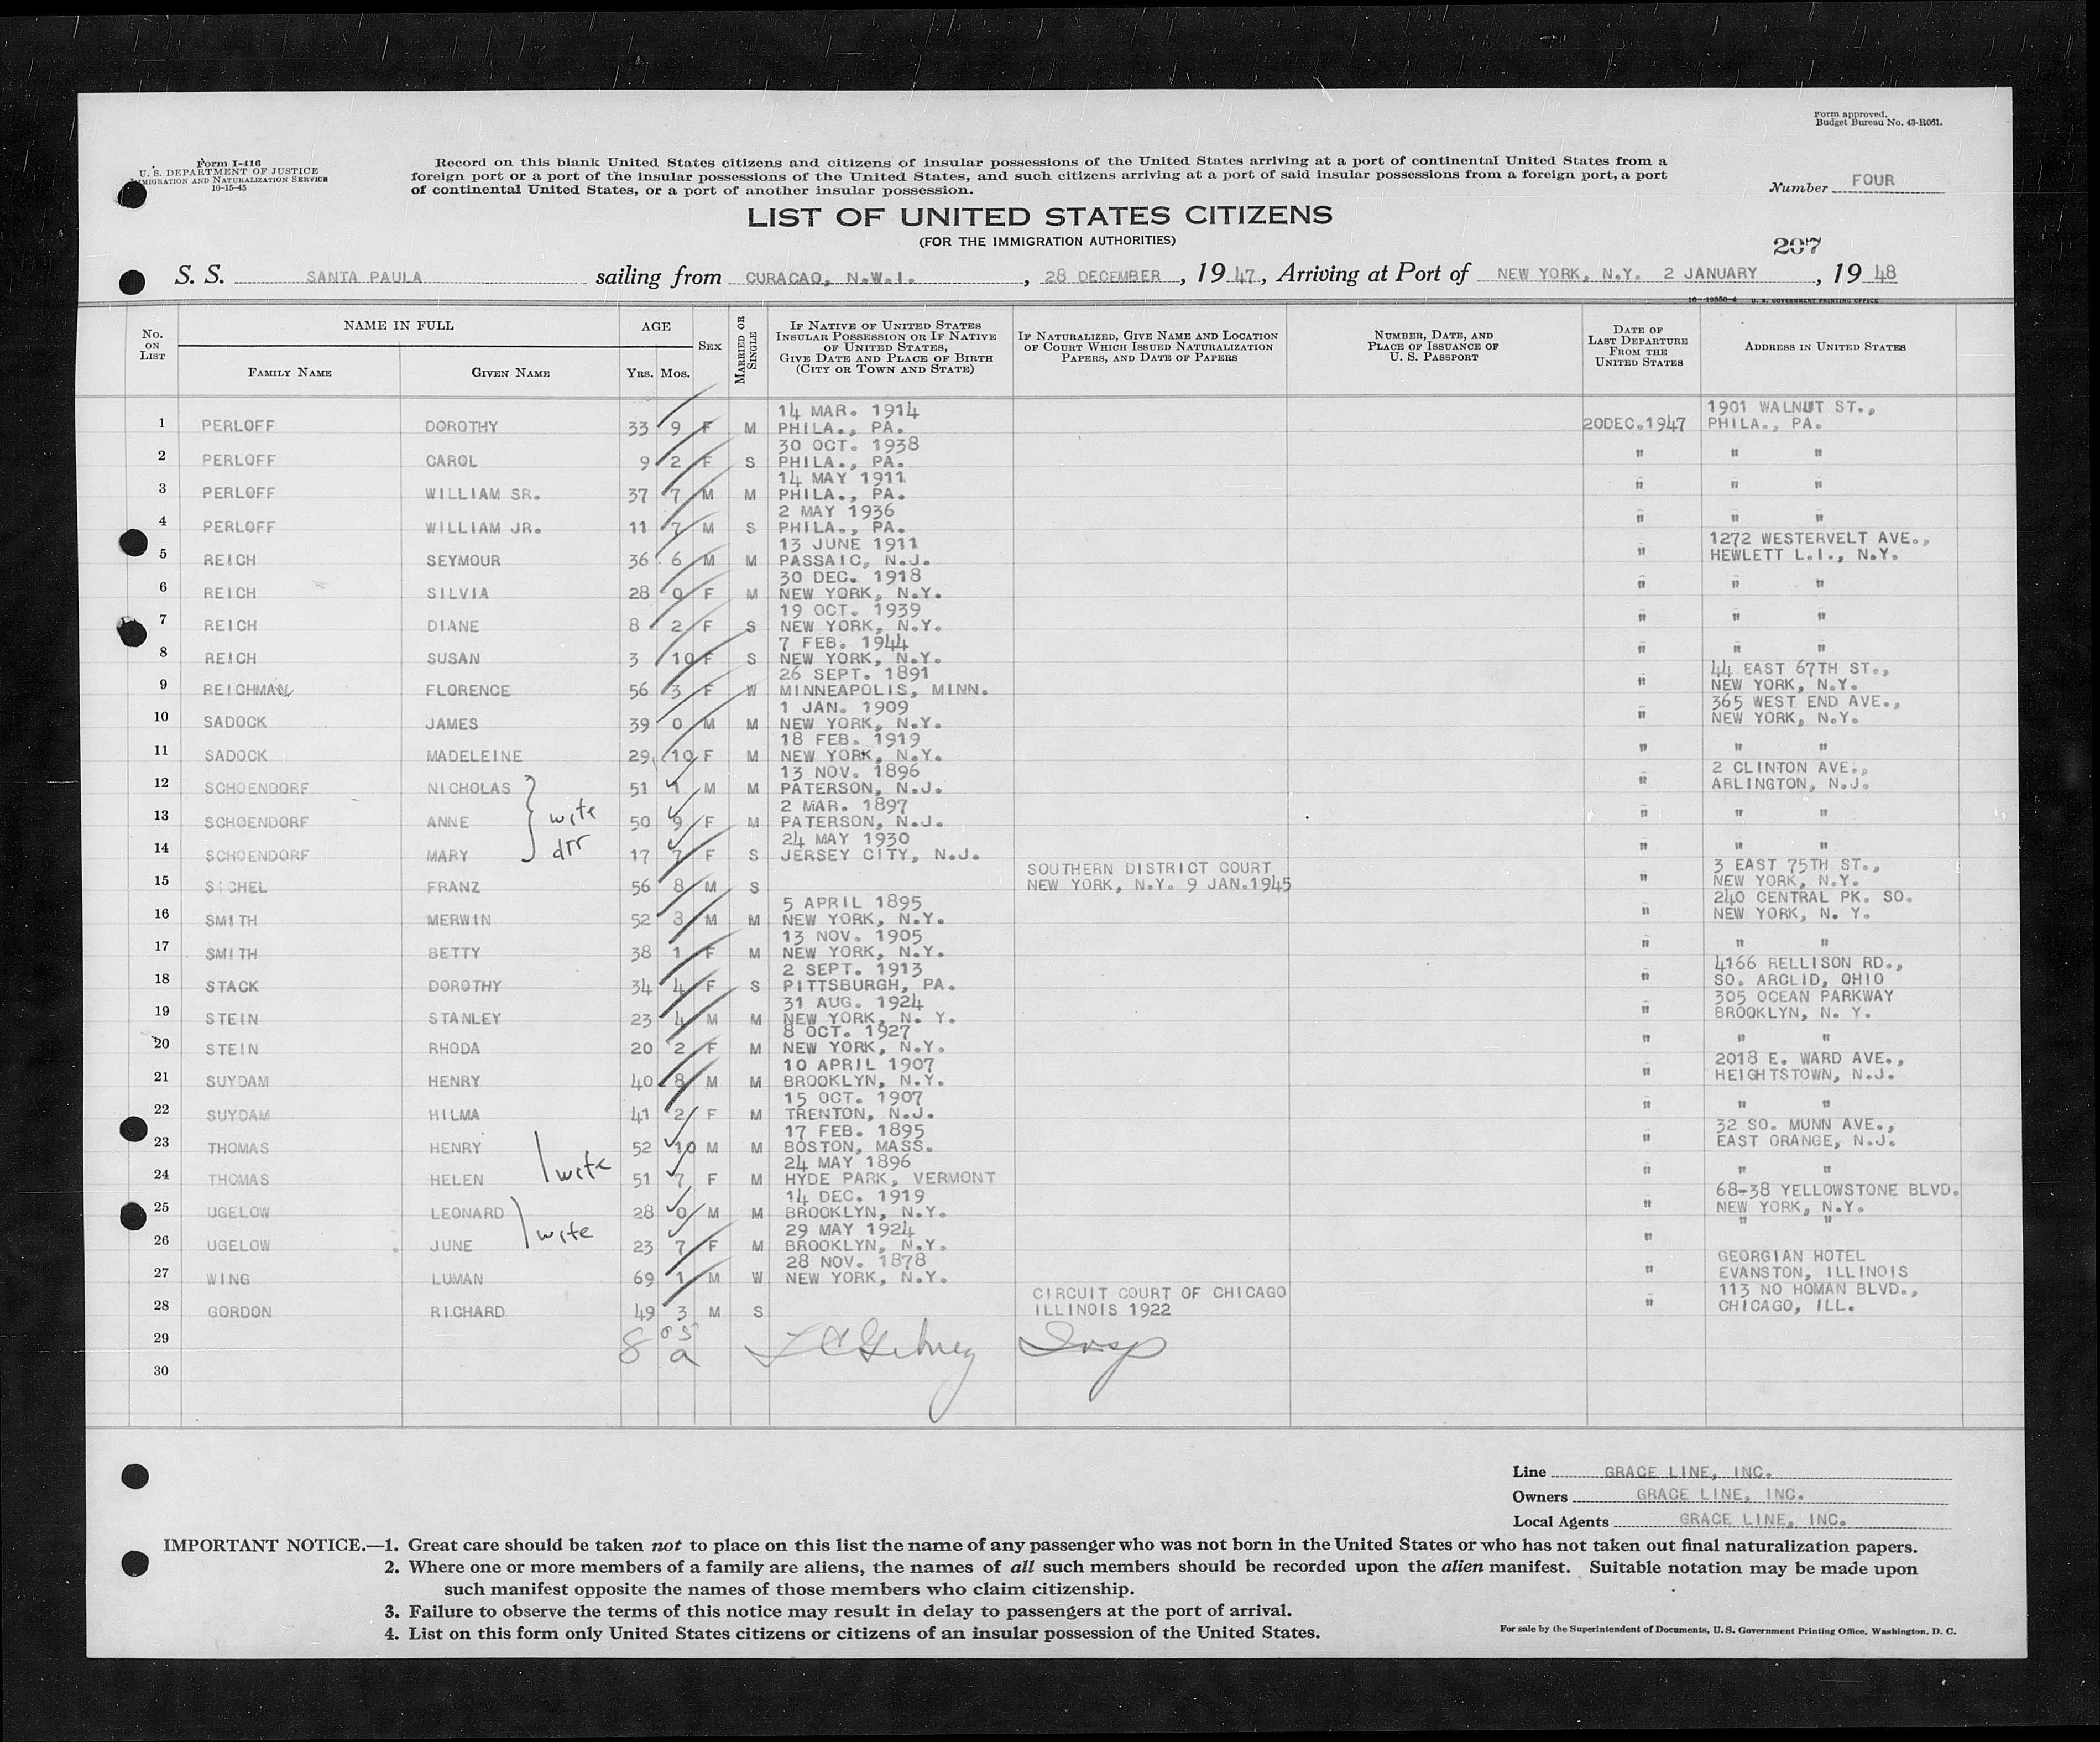 Form approved.
Budget Bureau No. 43-R061.
Form I-416
U. S. DEPARTMENT OF JUSTICE
IMMIGRATION AND NATURALIZATION SERVICE
10-15-45
Record on this blank United States citizens and citizens of insular possessions of the United States arriving at a port of continental United States from a
foreign port or a port of the insular possessions of the United States, and such citizens arriving at a port of said insular possessions from a foreign port, a port
of continental United States, or a port of another insular possession.
Number FOUR
LIST OF UNITED STATES CITIZENS
(FOR THE IMMIGRATION AUTHORITIES)
207
S. S. SANTA PAULA sailing from CURACAO, N.W.I. , 28 DECEMBER , 19 47, Arriving at Port of NEW YORK, N.Y. 2 JANUARY , 19 48
16-19550-4 U. S. GOVERNMENT PRINTING OFFICE
No. ON LIST
NAME IN FULL
FAMILY NAME
GIVEN NAME
AGE
YRS. MOS.
SEX
MARRIED OR SINGLE
IF NATIVE OF UNITED STATES INSULAR POSSESSION OR IF NATIVE OF UNITED STATES, GIVE DATE AND PLACE OF BIRTH (CITY OR TOWN AND STATE)
IF NATURALIZED, GIVE NAME AND LOCATION OF COURT WHICH ISSUED NATURALIZATION PAPERS, AND DATE OF PAPERS
NUMBER, DATE, AND PLACE OF ISSUANCE OF U. S. PASSPORT
DATE OF LAST DEPARTURE FROM THE UNITED STATES
ADDRESS IN UNITED STATES
1 PERLOFF DOROTHY 33 9 F M 14 MAR. 1914 PHILA., PA. 20DEC.1947 1901 WALNUT ST., PHILA., PA.
2 PERLOFF CAROL 9 2 F S 30 OCT. 1938 PHILA., PA. " " "
3 PERLOFF WILLIAM SR. 37 7 M M 14 MAY 1911 PHILA., PA. " " "
4 PERLOFF WILLIAM JR. 11 7 M S 2 MAY 1936 PHILA., PA. " " "
5 REICH SEYMOUR 36 6 M M 13 JUNE 1911 PASSAIC, N.J. " 1272 WESTERVELT AVE., HEWLETT L.I., N.Y.
6 REICH SILVIA 28 0 F M 30 DEC. 1918 NEW YORK, N.Y. " " "
7 REICH DIANE 8 2 F S 19 OCT. 1939 NEW YORK, N.Y. " " "
8 REICH SUSAN 3 10 F S 7 FEB. 1944 NEW YORK, N.Y. " " "
9 REICHMAN FLORENCE 56 3 F W 26 SEPT. 1891 MINNEAPOLIS, MINN. " 44 EAST 67TH ST., NEW YORK, N.Y.
10 SADOCK JAMES 39 0 M M 1 JAN. 1909 NEW YORK, N.Y. " 365 WEST END AVE., NEW YORK, N.Y.
11 SADOCK MADELEINE 29 10 F M 18 FEB. 1919 NEW YORK, N.Y. " " "
12 SCHOENDORF NICHOLAS 51 1 M M 13 NOV. 1896 PATERSON, N.J. " 2 CLINTON AVE., ARLINGTON, N.J.
13 SCHOENDORF ANNE wife 50 9 F M 2 MAR. 1897 PATERSON, N.J. " " "
14 SCHOENDORF MARY dtr 17 7 F S 24 MAY 1930 JERSEY CITY, N.J. " " "
15 SICHEL FRANZ 56 8 M S SOUTHERN DISTRICT COURT NEW YORK, N.Y. 9 JAN.1945 " 3 EAST 75TH ST., NEW YORK, N.Y.
16 SMITH MERWIN 52 8 M M 5 APRIL 1895 NEW YORK, N.Y. " 240 CENTRAL PK. SO. NEW YORK, N. Y.
17 SMITH BETTY 38 1 F M 13 NOV. 1905 NEW YORK, N.Y. " " "
18 STACK DOROTHY 34 4 F S 2 SEPT. 1913 PITTSBURGH, PA. " 4166 RELLISON RD., SO. ARCLID, OHIO
19 STEIN STANLEY 23 4 M M 31 AUG. 1924 NEW YORK, N. Y. " 305 OCEAN PARKWAY BROOKLYN, N. Y.
20 STEIN RHODA 20 2 F M 8 OCT. 1927 NEW YORK, N.Y. " " "
21 SUYDAM HENRY 40 8 M M 10 APRIL 1907 BROOKLYN, N.Y. " 2018 E. WARD AVE., HEIGHTSTOWN, N.J.
22 SUYDAM HILMA 41 2 F M 15 OCT. 1907 TRENTON, N.J. " " "
23 THOMAS HENRY 52 10 M M 17 FEB. 1895 BOSTON, MASS. " 32 SO. MUNN AVE., EAST ORANGE, N.J.
24 THOMAS HELEN wife 51 7 F M 24 MAY 1896 HYDE PARK, VERMONT " " "
25 UGELOW LEONARD 28 0 M M 14 DEC. 1919 BROOKLYN, N.Y. " 68-38 YELLOWSTONE BLVD. NEW YORK, N.Y.
26 UGELOW JUNE wife 23 7 F M 29 MAY 1924 BROOKLYN, N.Y. " " "
27 WING LUMAN 69 1 M W 28 NOV. 1878 NEW YORK, N.Y. " GEORGIAN HOTEL EVANSTON, ILLINOIS
28 GORDON RICHARD 49 3 M S CIRCUIT COURT OF CHICAGO ILLINOIS 1922 " 113 NO HOMAN BLVD., CHICAGO, ILL.
29
30
Insp
Line GRACE LINE, INC.
Owners GRACE LINE, INC.
Local Agents GRACE LINE, INC.
IMPORTANT NOTICE.—1. Great care should be taken not to place on this list the name of any passenger who was not born in the United States or who has not taken out final naturalization papers.
2. Where one or more members of a family are aliens, the names of all such members should be recorded upon the alien manifest. Suitable notation may be made upon
such manifest opposite the names of those members who claim citizenship.
3. Failure to observe the terms of this notice may result in delay to passengers at the port of arrival.
4. List on this form only United States citizens or citizens of an insular possession of the United States.
For sale by the Superintendent of Documents, U. S. Government Printing Office, Washington, D. C.